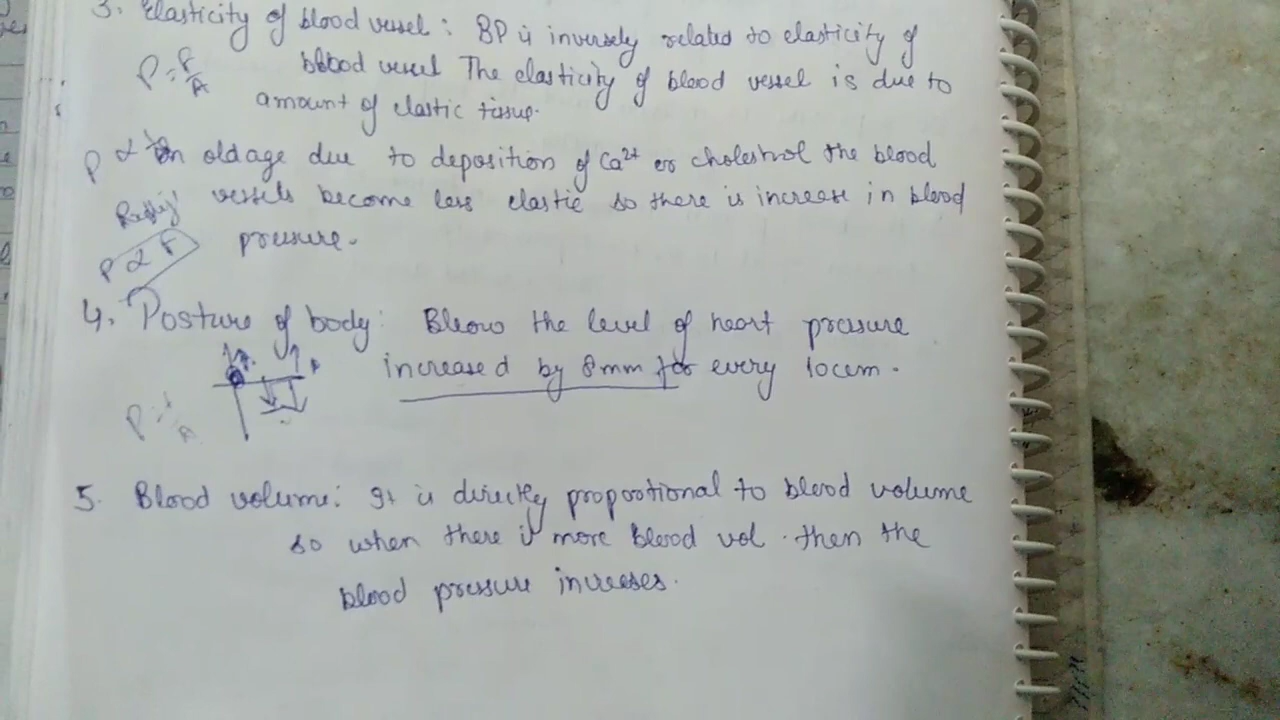 3. Elasticity of blood vessel : BP is inversely related to elasticity of
P = F/A blood vessel The elasticity of blood vessel is due to
amount of elastic tissue.
P α In old age due to deposition of Ca²⁺ or cholestrol the blood
vessels become less elastic so there is increase in blood
P α F pressure.
4. Posture of body : Bleow the level of heart pressure
increased by 8mm for every 10cm.
5. Blood volume : It is directly proportional to blood volume
so when there is more blood vol. then the
blood pressure increeses.